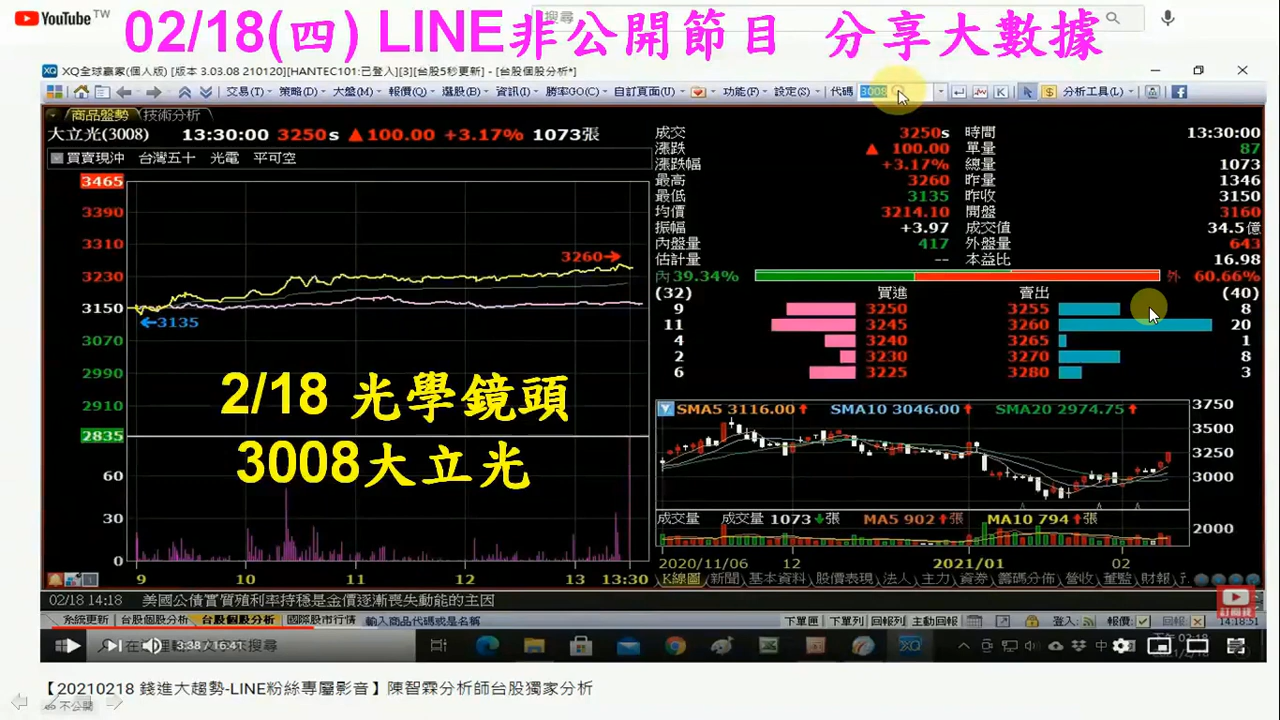 YouTube TW
搜尋
02/18(四) LINE非公開節目 分享大數據
XQ全球贏家(個人版) [版本 3.03.08 210120][HANTEC101:已登入][3][台股5秒更新] - [台股個股分析*]
交易(T) 策略(D) 大盤(M) 報價(Q) 選股(B) 資訊(I) 勝率GO(C) 自訂頁面(U) 功能(F) 設定(S) 代碼 3008 分析工具(L)
商品盤勢 技術分析
大立光(3008) 13:30:00 3250s ▲100.00 +3.17% 1073張
買賣現沖 台灣五十 光電 平可空
3465
3390
3310
3230
3150
3070
2990
2910
2835
60
30
0
3260→
←3135
9 10 11 12 13 13:30
2/18 光學鏡頭
3008大立光
成交 3250s 時間 13:30:00
漲跌 ▲ 100.00 單量 87
漲跌幅 +3.17% 總量 1073
最高 3260 昨量 1346
最低 3135 昨收 3150
均價 3214.10 開盤 3160
振幅 +3.97 成交值 34.5億
內盤量 417 外盤量 643
估計量 -- 本益比 16.98
內 39.34% 外 60.66%
(32) 買進 賣出 (40)
9 3250 3255 8
11 3245 3260 20
4 3240 3265 1
2 3230 3270 8
6 3225 3280 3
SMA5 3116.00↑ SMA10 3046.00↑ SMA20 2974.75↑
3750
3500
3250
3000
成交量 成交量 1073↓張 MA5 902↑張 MA10 794↑張
2000
2020/11/06 12 2021/01 02
K線圖 新聞 基本資料 股價表現 法人 主力 資券 籌碼分佈 營收 董監 財報
02/18 14:18 美國公債實質殖利率持穩是金價逐漸喪失動能的主因
訂閱
系統更新 台股個股分析 台股個股分析 國際股市行情 輸入商品代碼或是名稱 下單匣 下單列 回報列 主動回報 登入: 報價: 回報: 14:18:51
3:38 / 16:41
【20210218 錢進大趨勢-LINE粉絲專屬影音】陳智霖分析師台股獨家分析
不公開